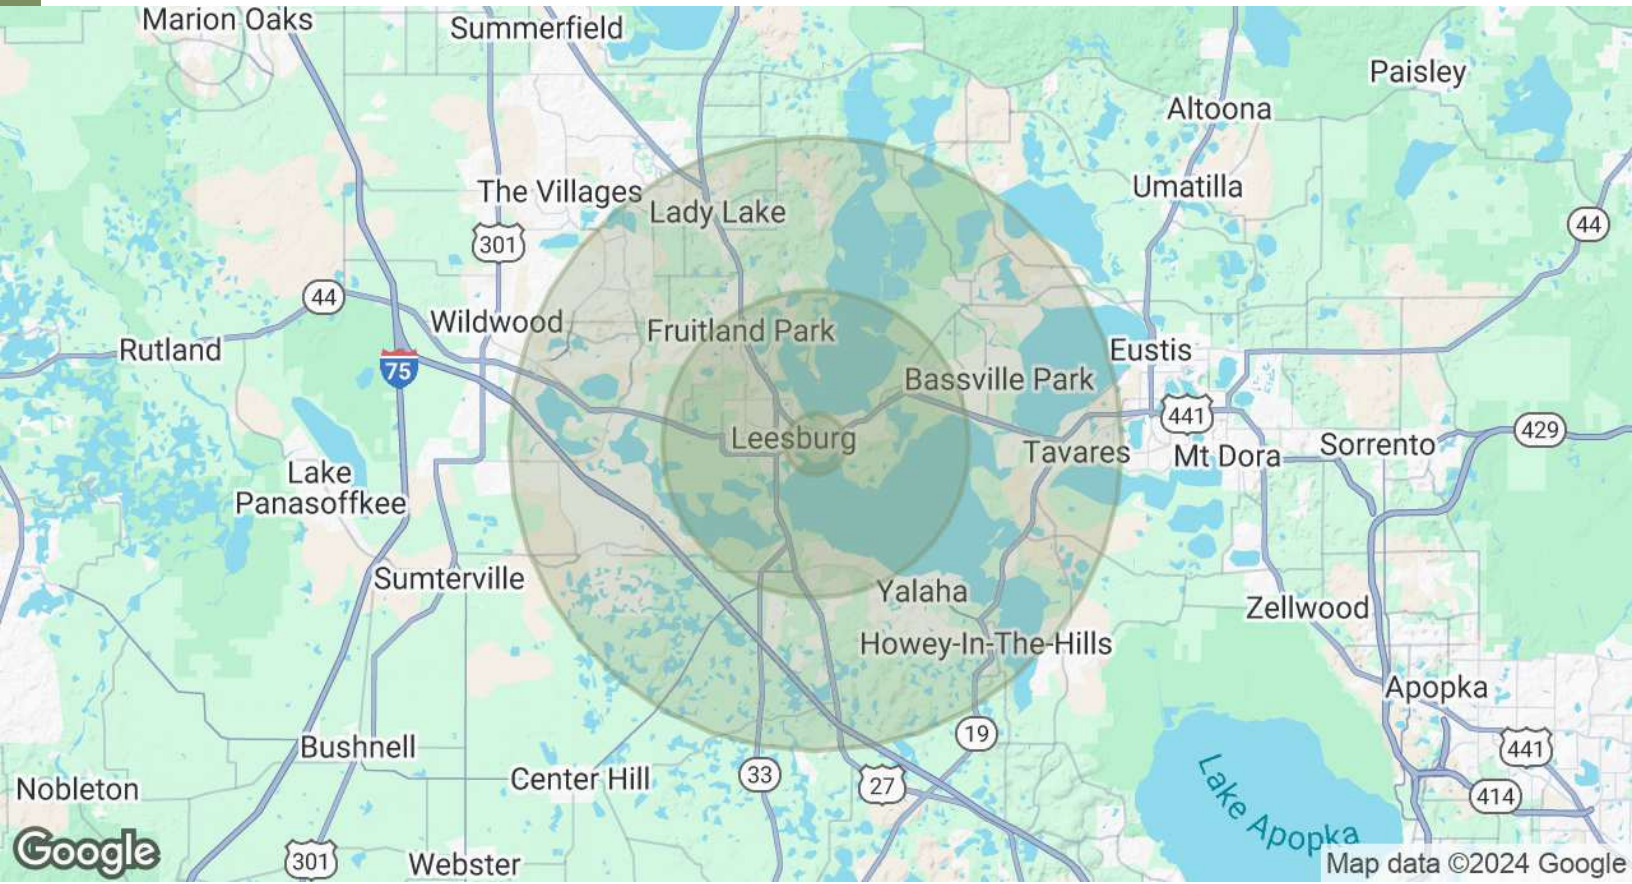 Marion Oaks
Summerfield
Paisley
Altoona
Umatilla
The Villages
Lady Lake
301
44
44
Wildwood
Fruitland Park
Rutland
75
Eustis
Bassville Park
441
Leesburg
Tavares
Mt Dora
Sorrento
429
Lake
Panasoffkee
Sumterville
Yalaha
Zellwood
Howey-In-The-Hills
Apopka
19
Bushnell
441
Center Hill
33
27
Nobleton
414
Lake Apopka
Google
301
Webster
Map data ©2024 Google